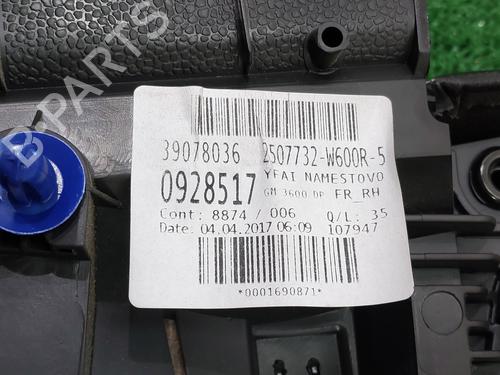 B-PARTS
39078036 2507732-W600R-5
0928517 YFAI NAMESTOVO
GM 3600 DP FR_RH
Cont: 8874 / 006 Q/L: 35
Date: 04.04.2017 06:09 107947
*0001690871*